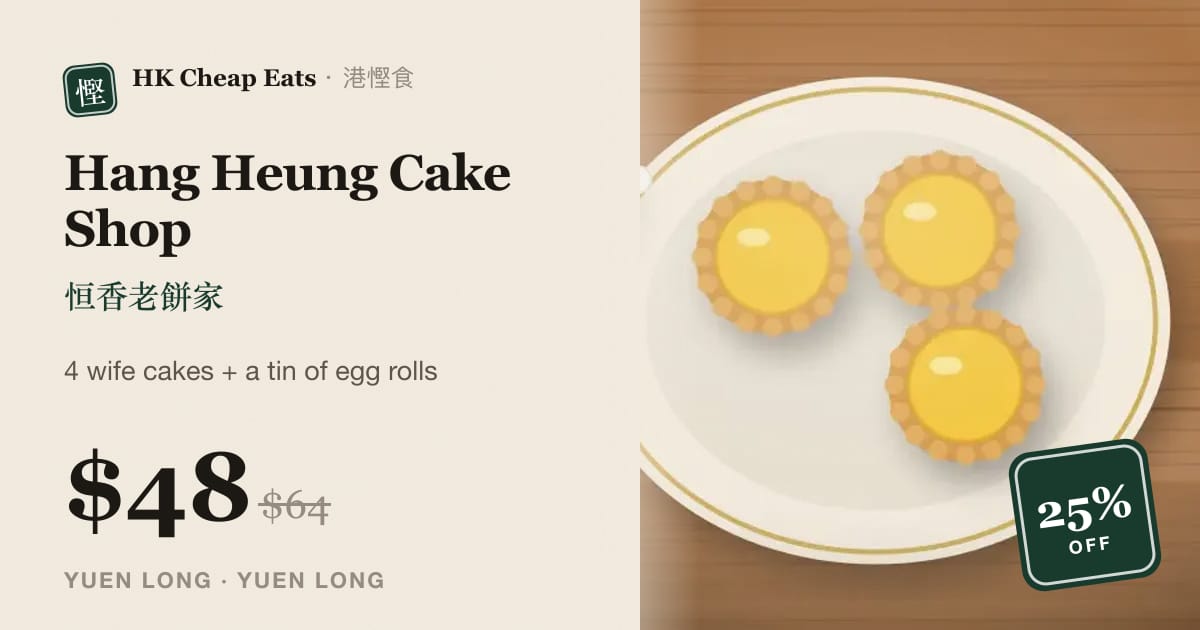 慳
HK Cheap Eats · 港慳食
Hang Heung Cake
Shop
恒香老餅家
4 wife cakes + a tin of egg rolls
$48 $64
YUEN LONG · YUEN LONG
25%
OFF